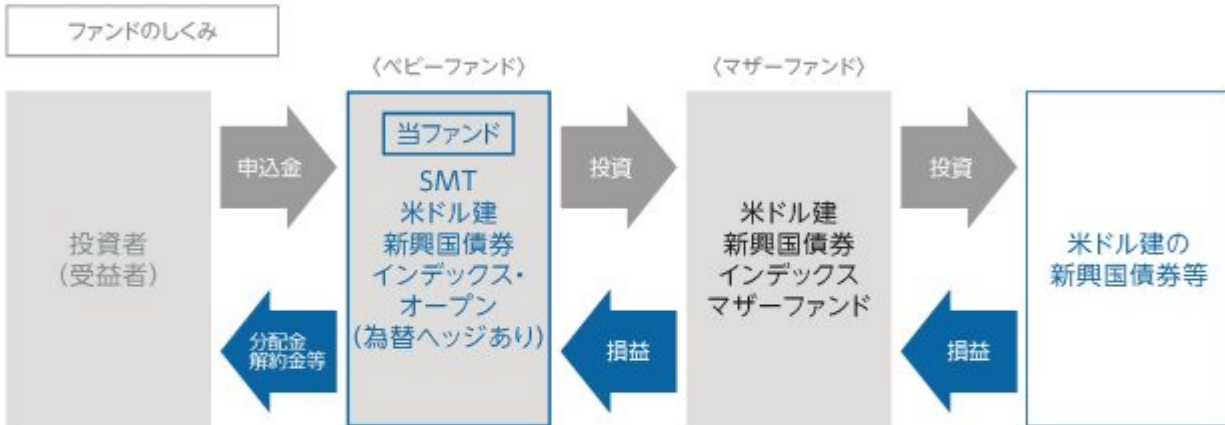 ファンドのしくみ
〈ベビーファンド〉
〈マザーファンド〉
投資者
(受益者)
申込金
分配金
解約金等
当ファンド
SMT
米ドル建
新興国債券
インデックス・
オープン
(為替ヘッジあり)
投資
損益
米ドル建
新興国債券
インデックス
マザーファンド
投資
損益
米ドル建の
新興国債券等